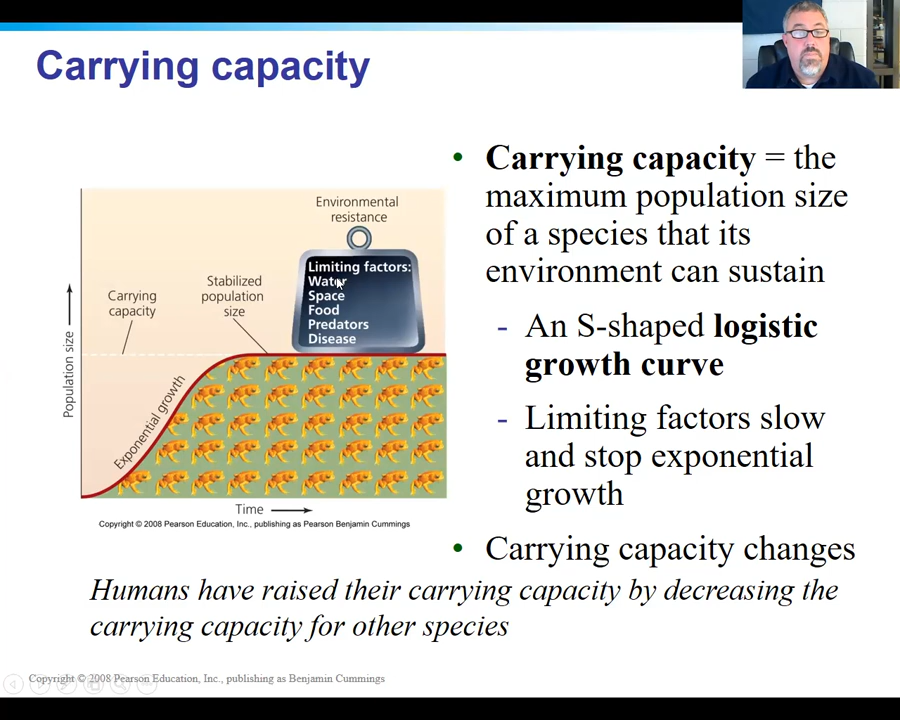 Carrying capacity
Environmental
resistance
Limiting factors:
Water
Space
Food
Predators
Disease
Stabilized
population
size
Carrying
capacity
Population size
Exponential growth
Time
Copyright © 2008 Pearson Education, Inc., publishing as Pearson Benjamin Cummings
• Carrying capacity = the
maximum population size
of a species that its
environment can sustain
- An S-shaped logistic
growth curve
- Limiting factors slow
and stop exponential
growth
• Carrying capacity changes
Humans have raised their carrying capacity by decreasing the
carrying capacity for other species
Copyright © 2008 Pearson Education, Inc., publishing as Benjamin Cummings